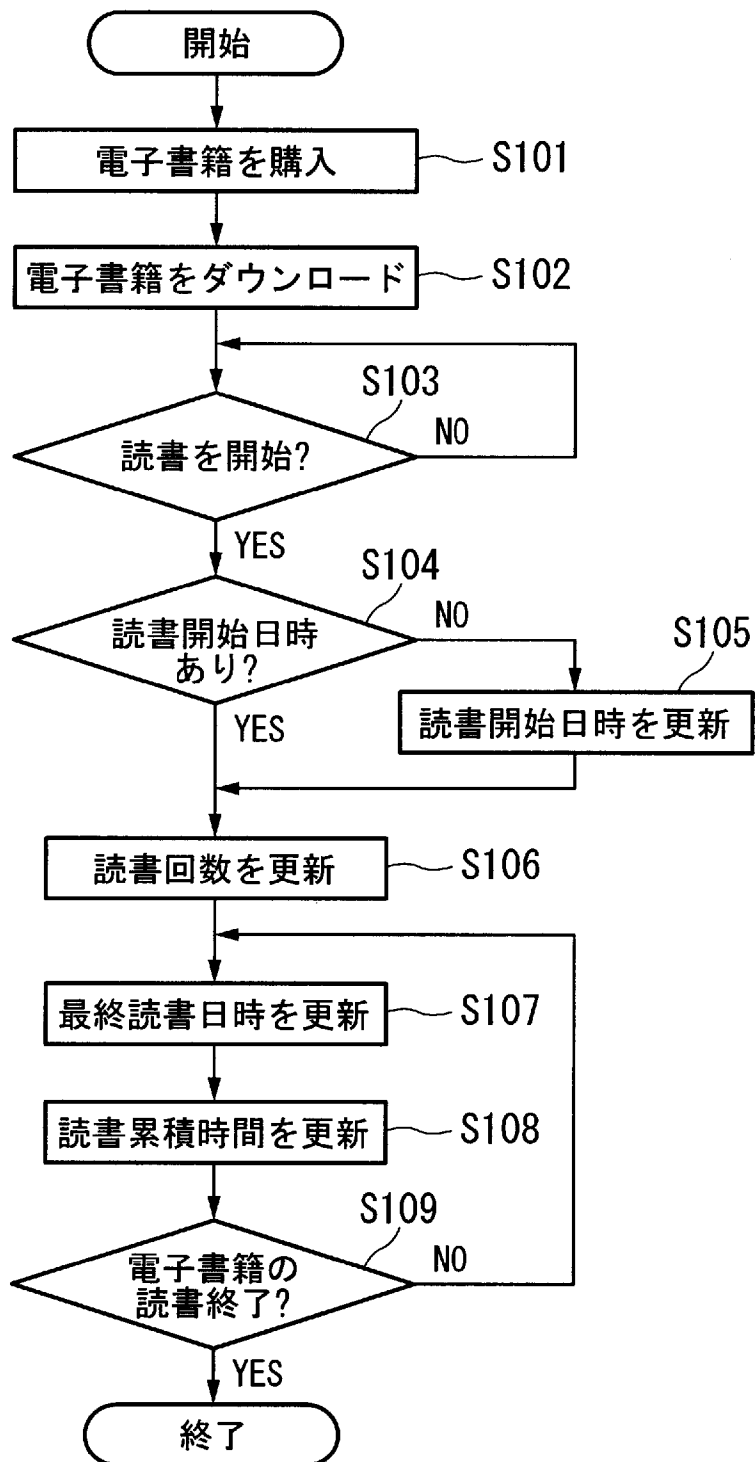 開始
電子書籍を購入
S101
電子書籍をダウンロード
S102
S103
読書を開始?
NO
YES
S104
読書開始日時
あり?
NO
YES
S105
読書開始日時を更新
読書回数を更新
S106
最終読書日時を更新
S107
読書累積時間を更新
S108
S109
電子書籍の
読書終了?
NO
YES
終了